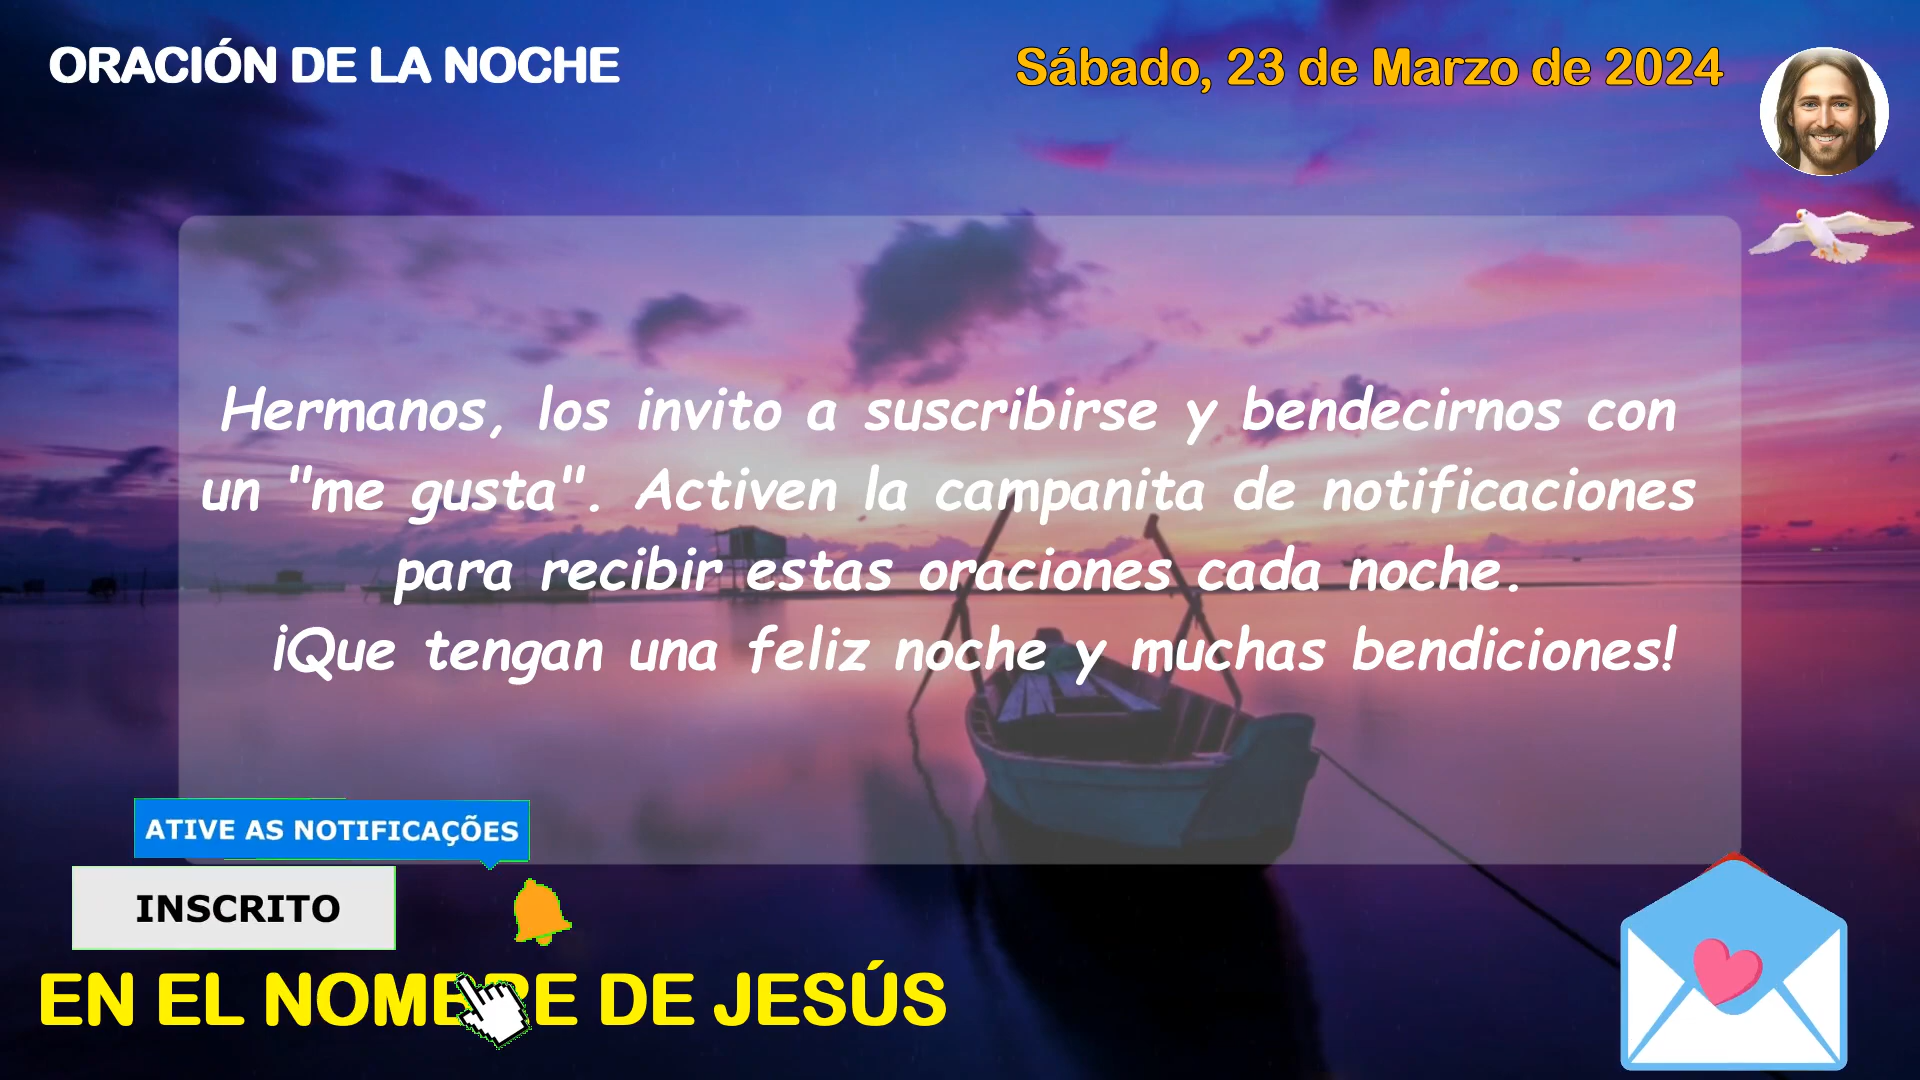 ORACIÓN DE LA NOCHE
Sábado, 23 de Marzo de 2024
Hermanos, los invito a suscribirse y bendecirnos con
un "me gusta". Activen la campanita de notificaciones
para recibir estas oraciones cada noche.
¡Que tengan una feliz noche y muchas bendiciones!
ATIVE AS NOTIFICAÇÕES
INSCRITO
EN EL NOMBRE DE JESÚS